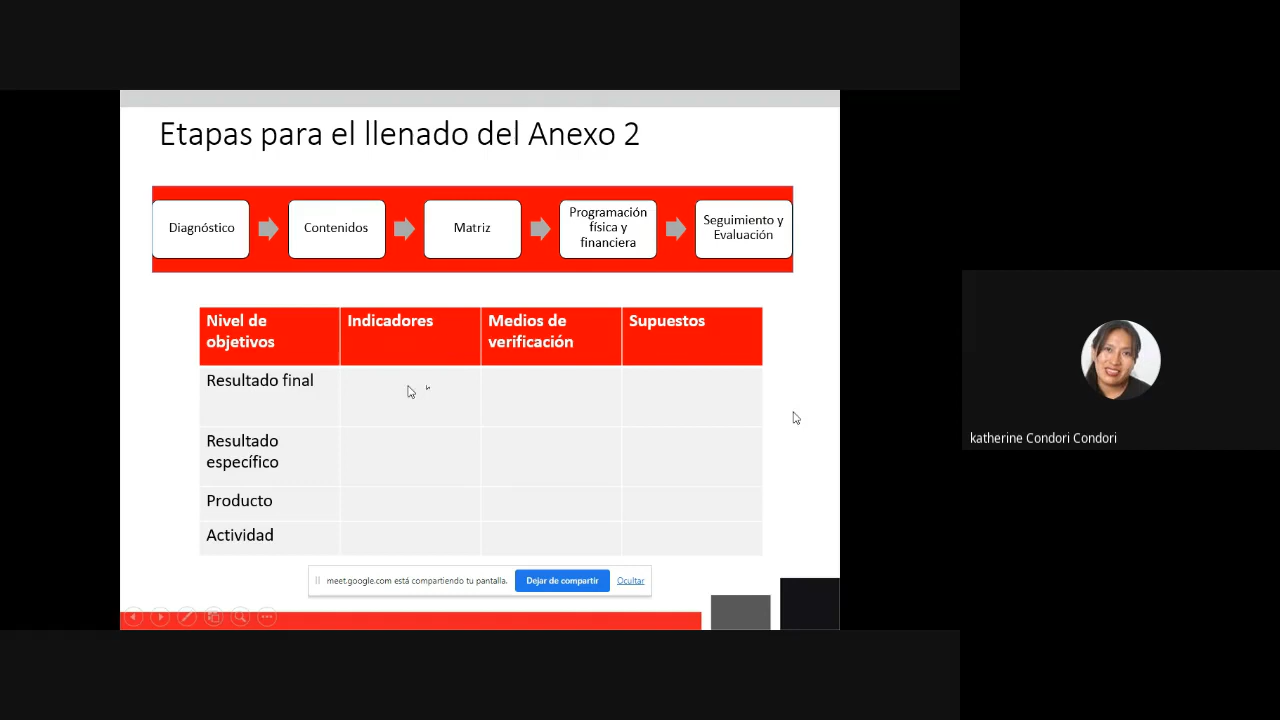 Etapas para el llenado del Anexo 2
Diagnóstico
Contenidos
Matriz
Programación
física y
financiera
Seguimiento y
Evaluación
Nivel de
objetivos
Indicadores
Medios de
verificación
Supuestos
Resultado final
Resultado
específico
Producto
Actividad
meet.google.com está compartiendo tu pantalla.
Dejar de compartir
Ocultar
katherine Condori Condori